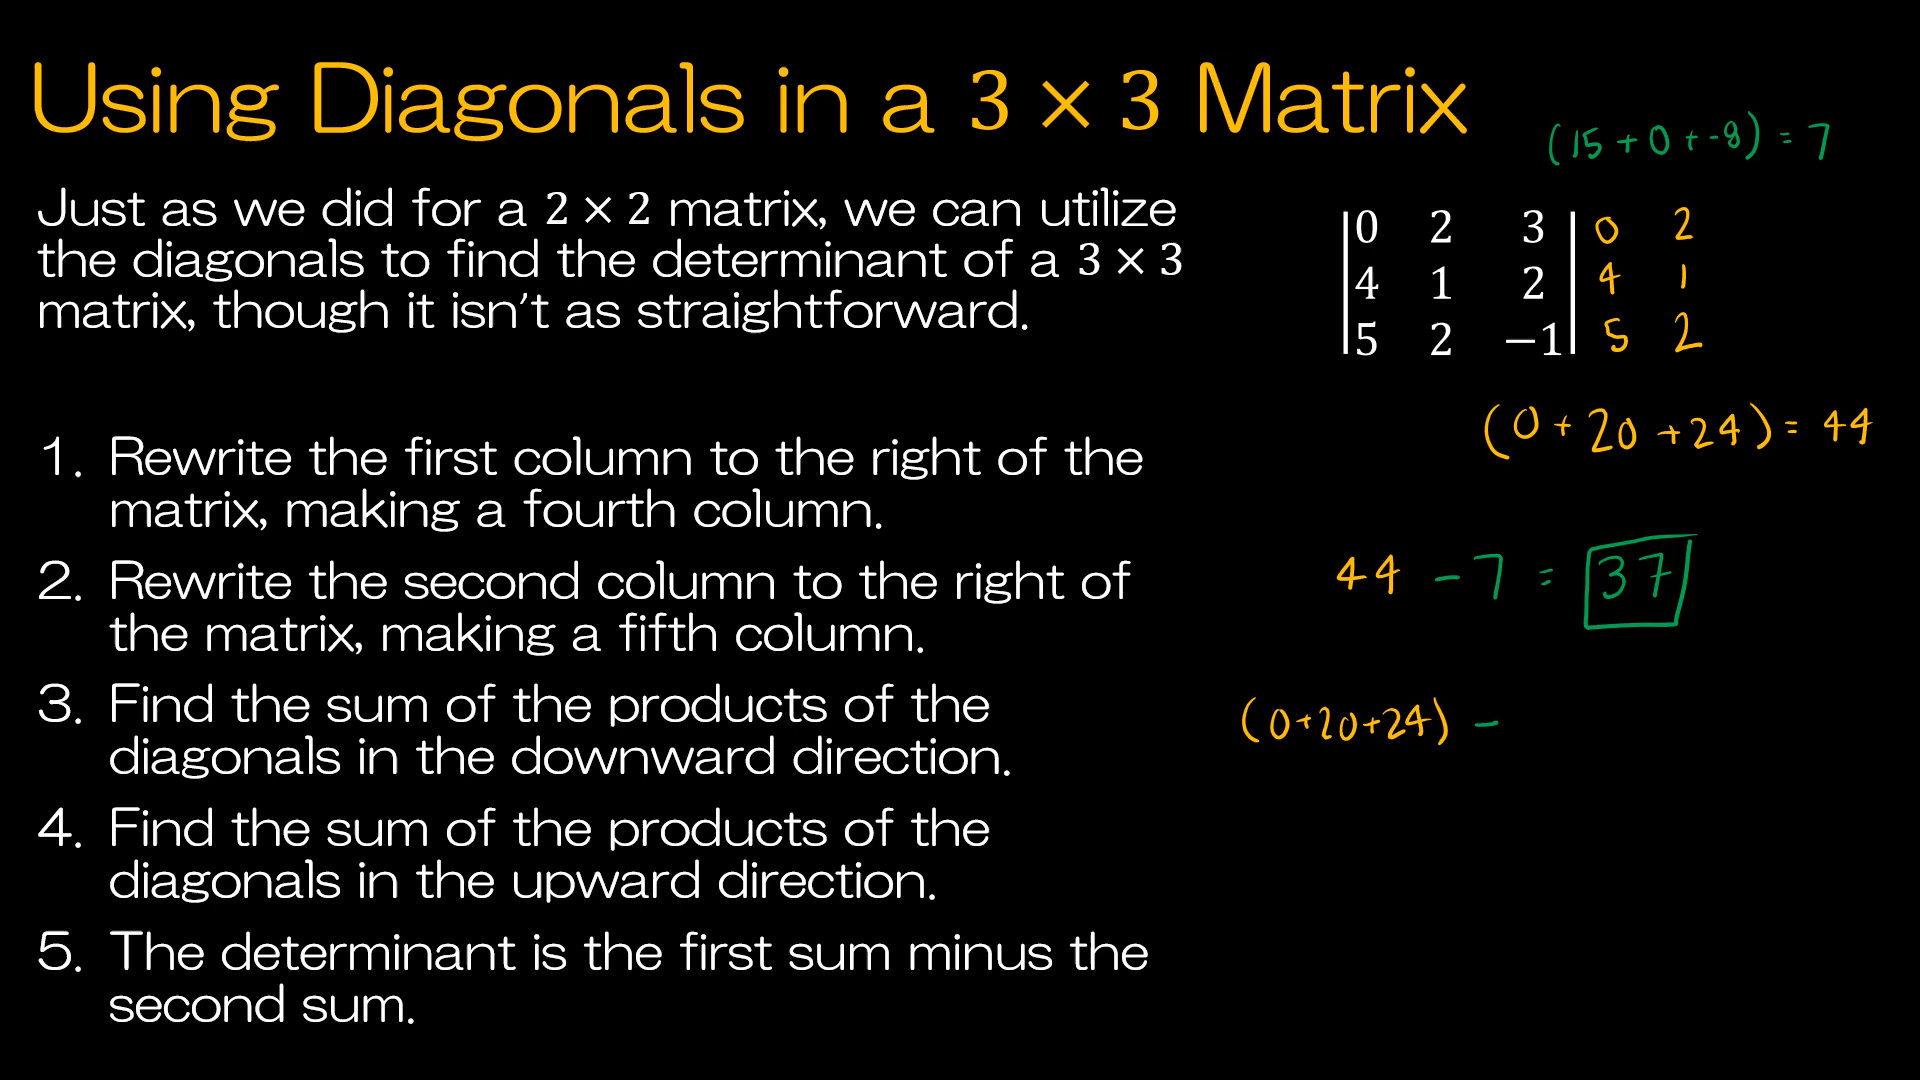 Using Diagonals in a 3 × 3 Matrix
(15 + 0 + -8) = 7
Just as we did for a 2 × 2 matrix, we can utilize
the diagonals to find the determinant of a 3 × 3
matrix, though it isn't as straightforward.
|0 2 3| 0 2
|4 1 2| 4 1
|5 2 −1| 5 2
(0 + 20 + 24) = 44
1. Rewrite the first column to the right of the
matrix, making a fourth column.
2. Rewrite the second column to the right of
the matrix, making a fifth column.
44 - 7 = 37
3. Find the sum of the products of the
diagonals in the downward direction.
(0+20+24) -
4. Find the sum of the products of the
diagonals in the upward direction.
5. The determinant is the first sum minus the
second sum.